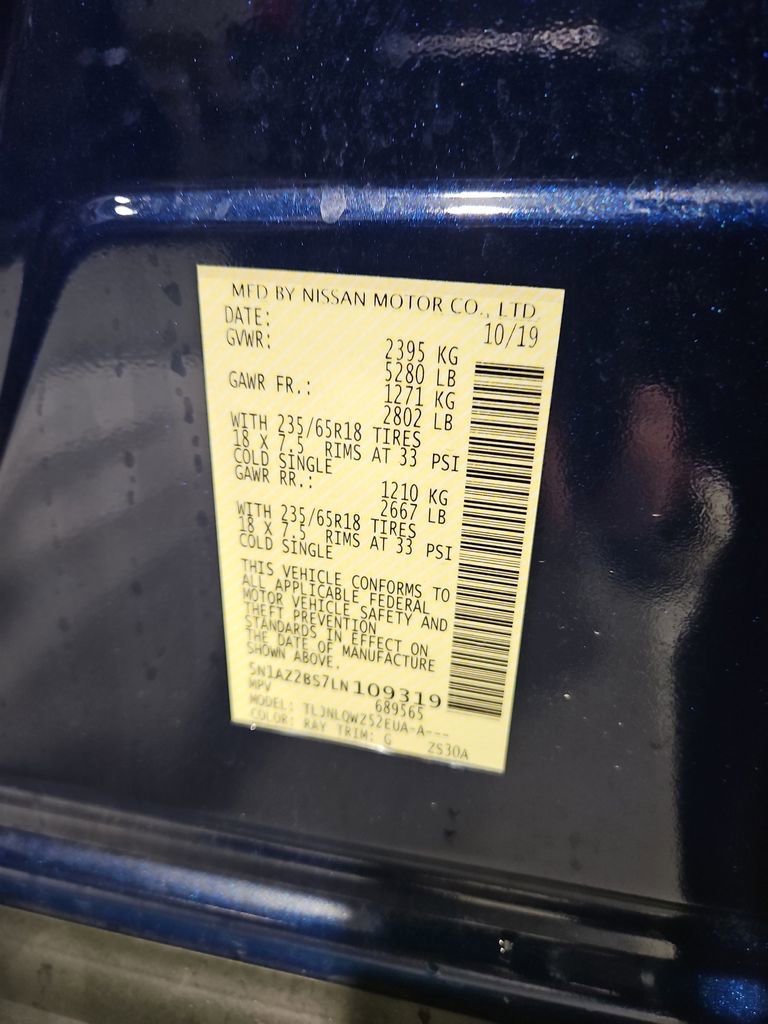 MFD BY NISSAN MOTOR CO., LTD.
DATE: 10/19
GVWR: 2395 KG
5280 LB
GAWR FR.: 1271 KG
2802 LB
WITH 235/65R18 TIRES
18 X 7.5 RIMS AT 33 PSI
COLD SINGLE
GAWR RR.: 1210 KG
2667 LB
WITH 235/65R18 TIRES
18 X 7.5 RIMS AT 33 PSI
COLD SINGLE
THIS VEHICLE CONFORMS TO
ALL APPLICABLE FEDERAL
MOTOR VEHICLE SAFETY AND
THEFT PREVENTION
STANDARDS IN EFFECT ON
THE DATE OF MANUFACTURE
SHOWN ABOVE.
5N1AZ2BS7LN109319
MPV 689565
MODEL: TLJNLQWZS2EUA-A---
COLOR: RAY TRIM: G ZS30A